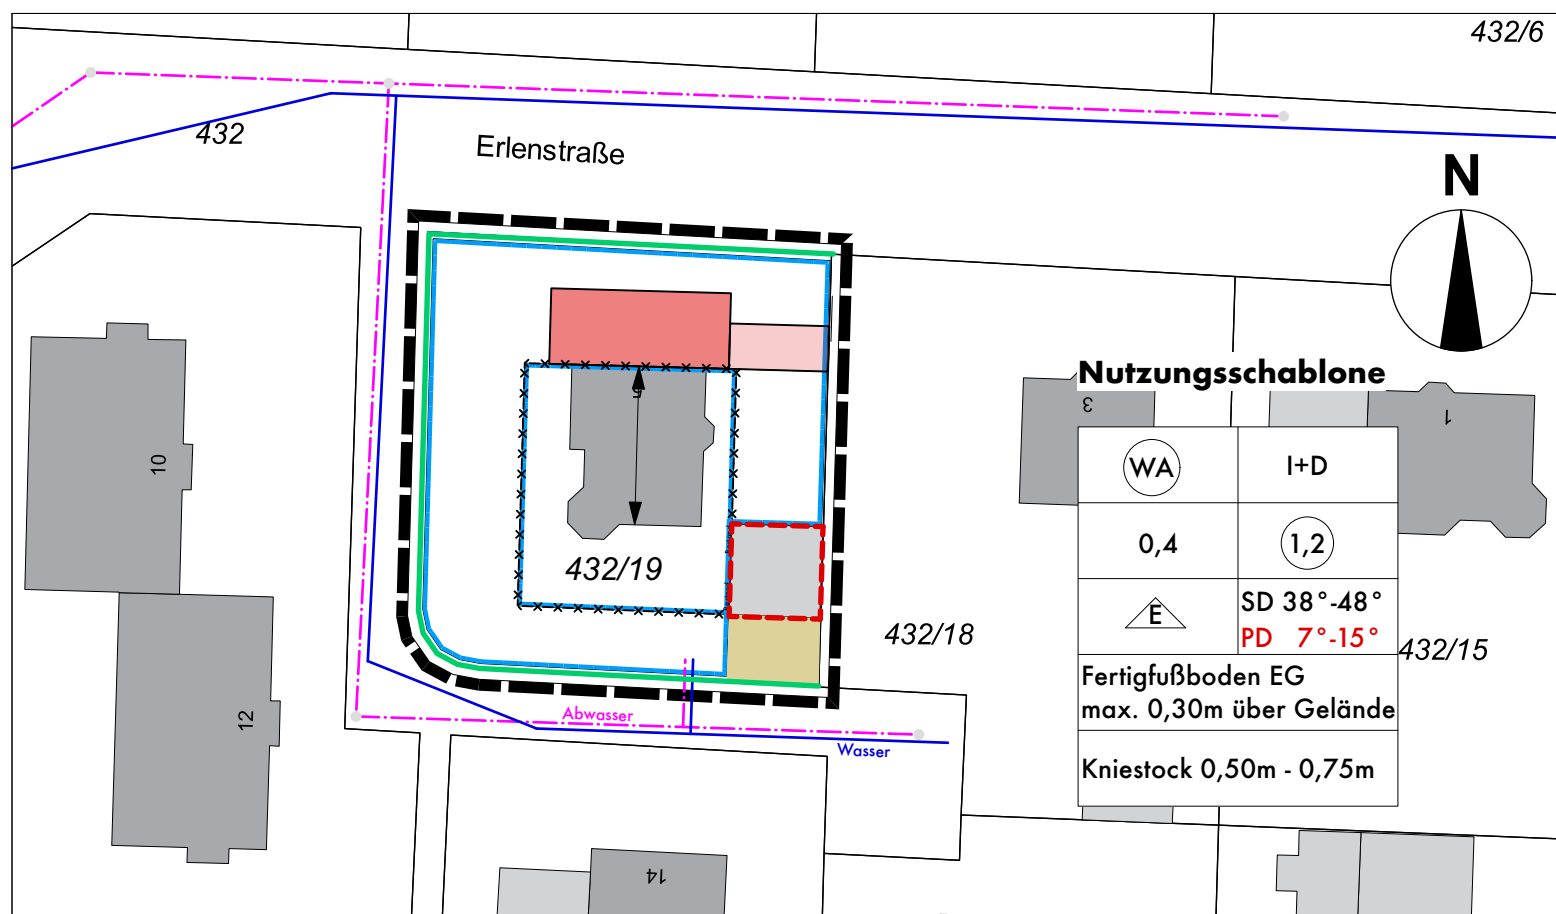 432/6
432
Erlenstraße
N
Nutzungsschablone
3
1
5
10
WA
I+D
0,4
1,2
432/19
E
SD 38°-48°
PD 7°-15°
432/18
432/15
Fertigfußboden EG
max. 0,30m über Gelände
12
Abwasser
Wasser
Kniestock 0,50m - 0,75m
14